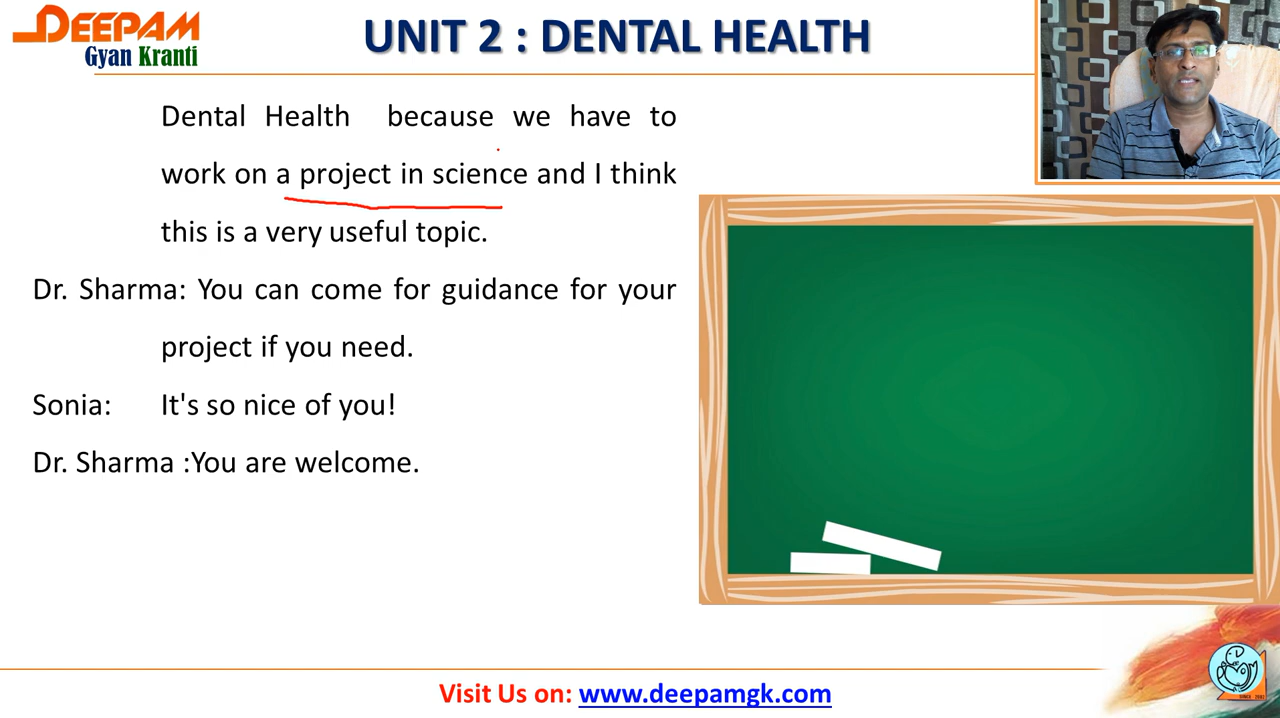 DEEPAM
Gyan Kranti
UNIT 2 : DENTAL HEALTH
Dental Health because we have to
work on a project in science and I think
this is a very useful topic.
Dr. Sharma: You can come for guidance for your
project if you need.
Sonia: It's so nice of you!
Dr. Sharma :You are welcome.
Visit Us on: www.deepamgk.com